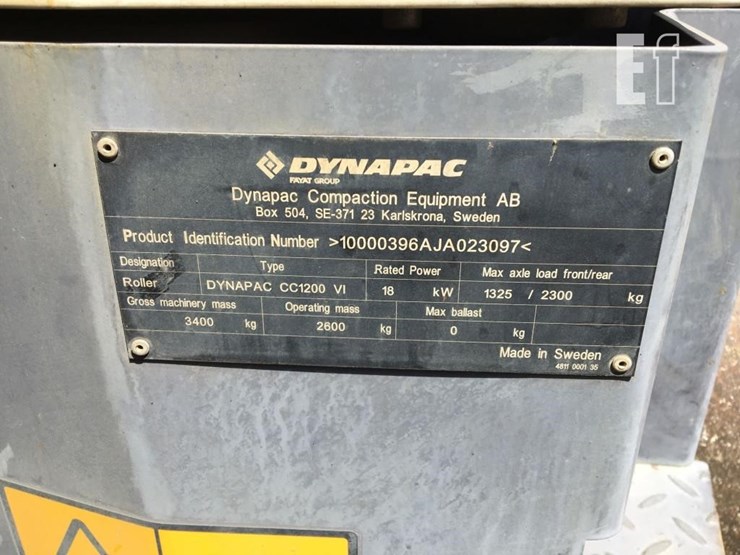 Ef
DYNAPAC
FAYAT GROUP
Dynapac Compaction Equipment AB
Box 504, SE-371 23 Karlskrona, Sweden
Product Identification Number >10000396AJA023097<
Designation Type Rated Power Max axle load front/rear
Roller DYNAPAC CC1200 VI 18 kW 1325 / 2300 kg
Gross machinery mass Operating mass Max ballast
3400 kg 2600 kg 0 kg
Made in Sweden
4811 0001 35